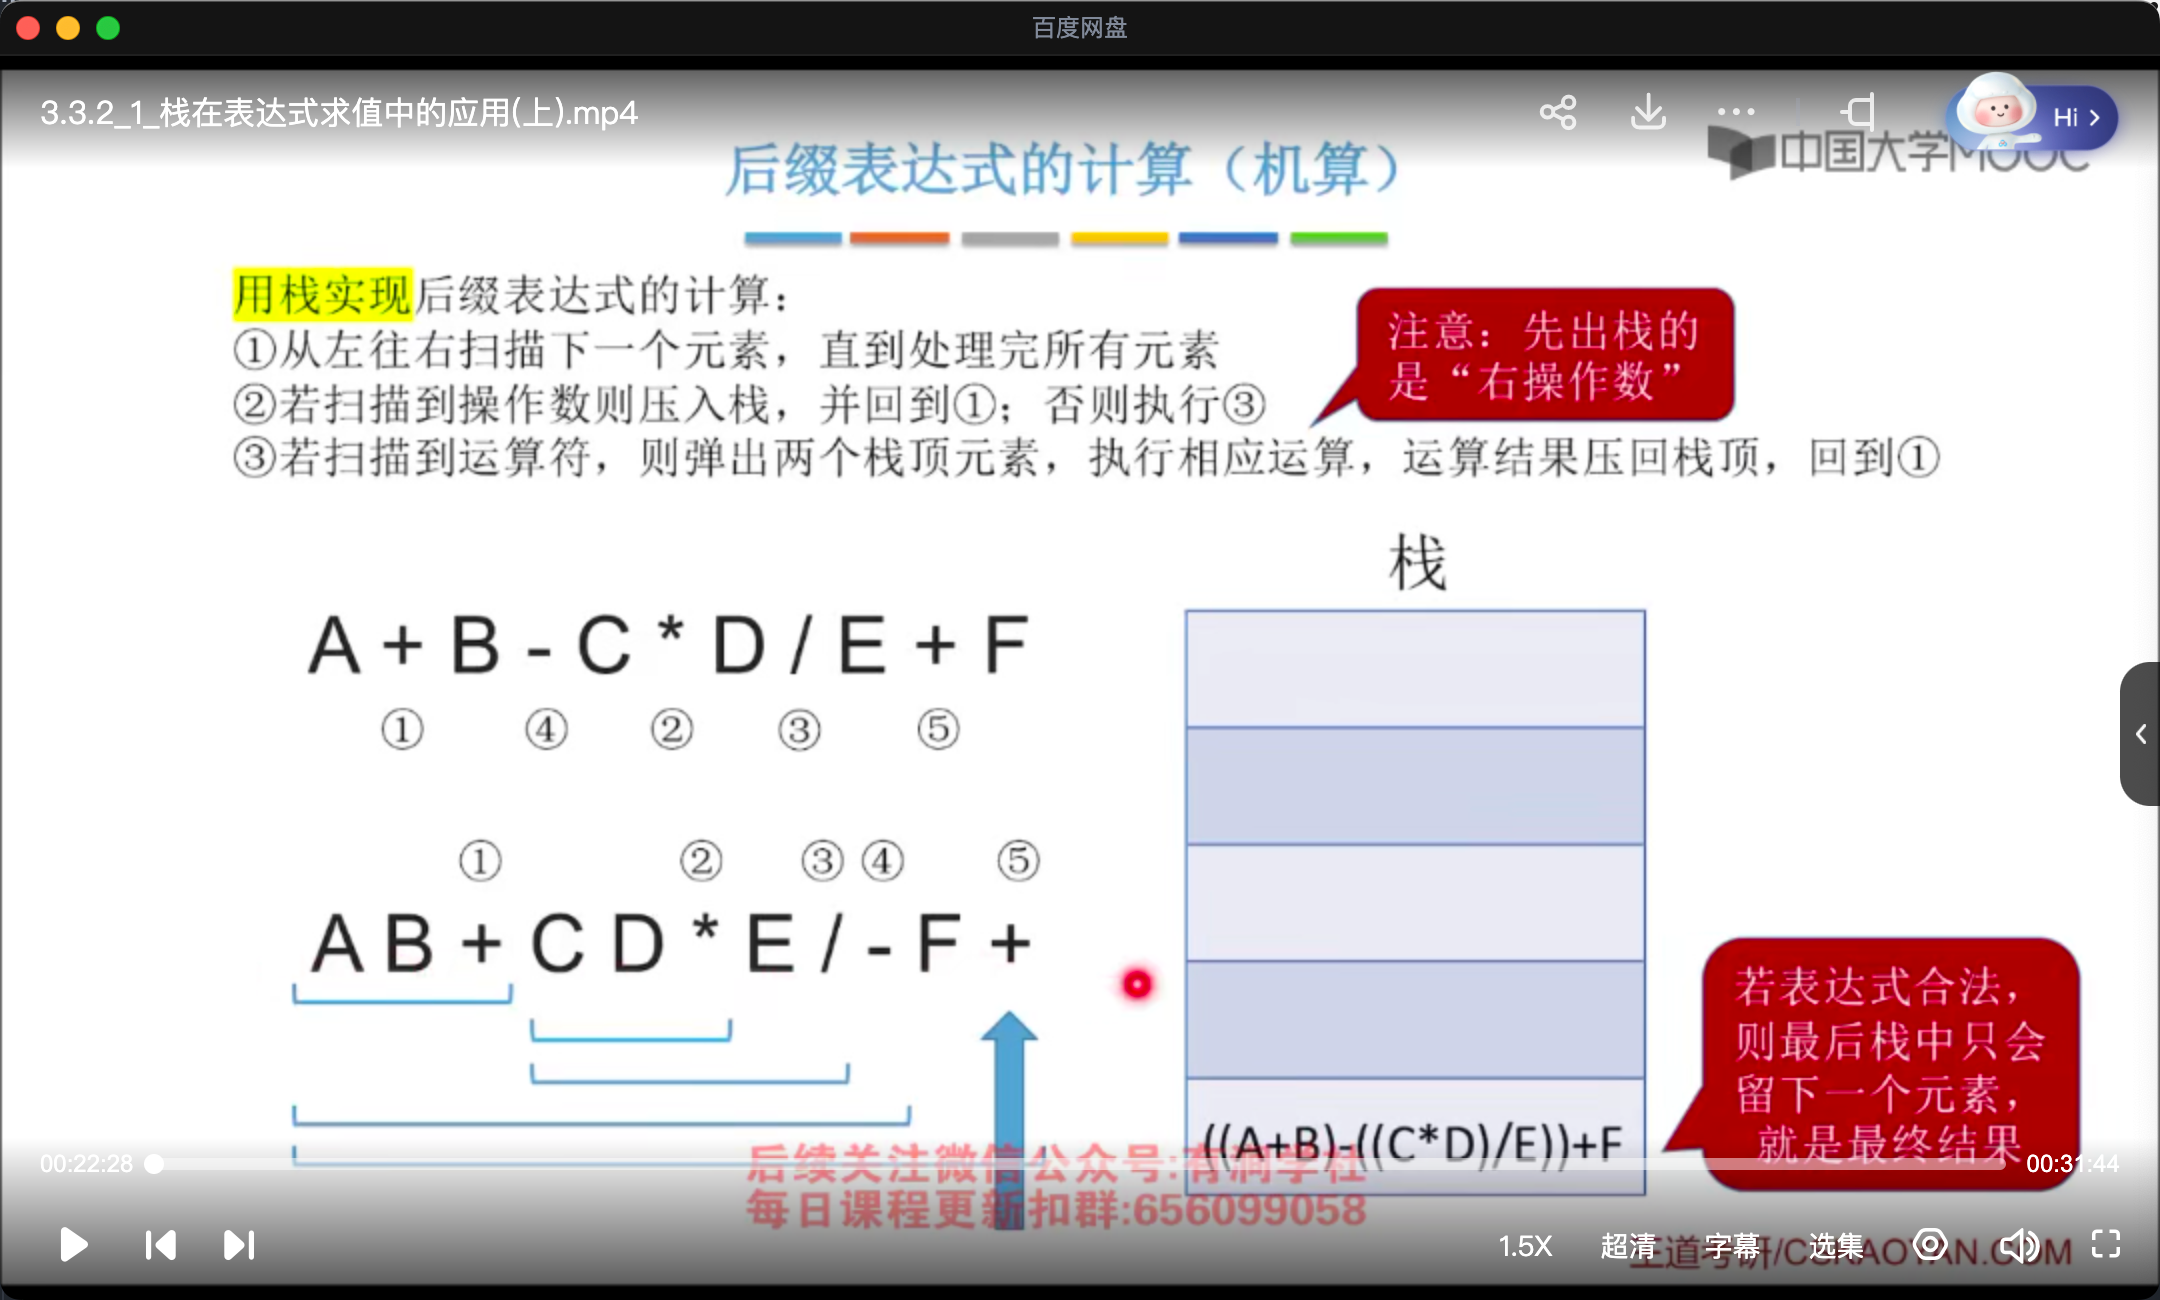 百度网盘
3.3.2_1_栈在表达式求值中的应用(上).mp4
Hi
中国大学MOOC
后缀表达式的计算（机算）
用栈实现后缀表达式的计算：
①从左往右扫描下一个元素，直到处理完所有元素
②若扫描到操作数则压入栈，并回到①；否则执行③
③若扫描到运算符，则弹出两个栈顶元素，执行相应运算，运算结果压回栈顶，回到①
注意：先出栈的
是“右操作数”
栈
A + B - C * D / E + F
① ④ ② ③ ⑤
① ② ③ ④ ⑤
A B + C D * E / - F +
((A+B)-((C*D)/E))+F
若表达式合法，
则最后栈中只会
留下一个元素，
就是最终结果
00:22:28
00:31:44
后续关注微信公众号:有洞学社
每日课程更新扣群:656099058
1.5X
超清
字幕
选集
王道考研/CSKAOYAN.COM